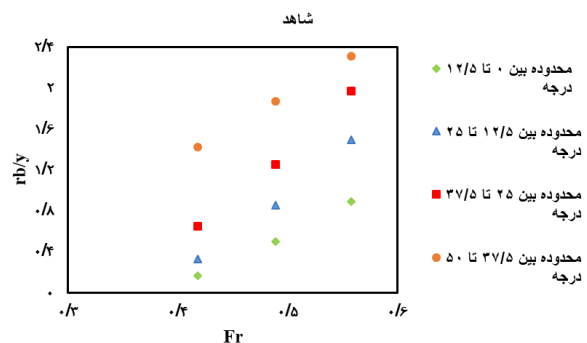 شاهد
۲/۴
۲
۱/۶
۱/۲
۰/۸
۰/۴
۰
rb/y
۰/۳
۰/۴
۰/۵
۰/۶
Fr
محدوده بین ۰ تا ۱۲/۵
درجه
محدوده بین ۱۲/۵ تا ۲۵
درجه
محدوده بین ۲۵ تا ۳۷/۵
درجه
محدوده بین ۳۷/۵ تا ۵۰
درجه